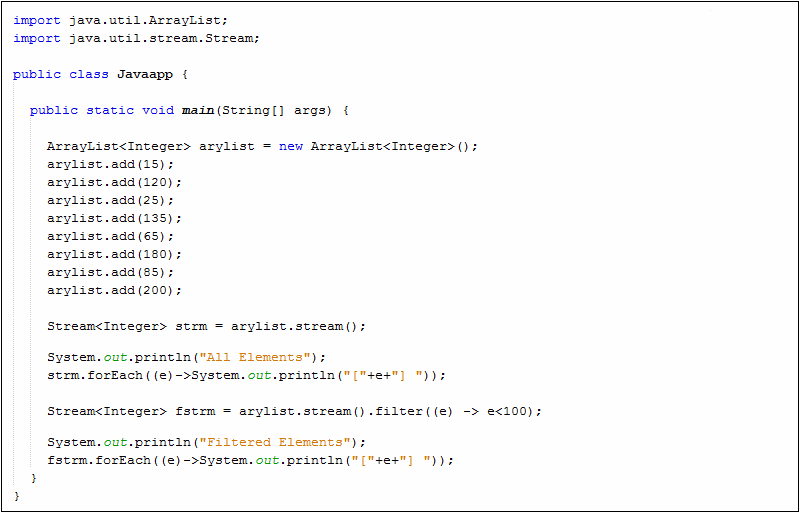 import java.util.ArrayList;
import java.util.stream.Stream;
public class Javaapp {
public static void main(String[] args) {
ArrayList<Integer> arylist = new ArrayList<Integer>();
arylist.add(15);
arylist.add(120);
arylist.add(25);
arylist.add(135);
arylist.add(65);
arylist.add(180);
arylist.add(85);
arylist.add(200);
Stream<Integer> strm = arylist.stream();
System.out.println("All Elements");
strm.forEach((e)->System.out.println("["+e+"] "));
Stream<Integer> fstrm = arylist.stream().filter((e) -> e<100);
System.out.println("Filtered Elements");
fstrm.forEach((e)->System.out.println("["+e+"] "));
}
}